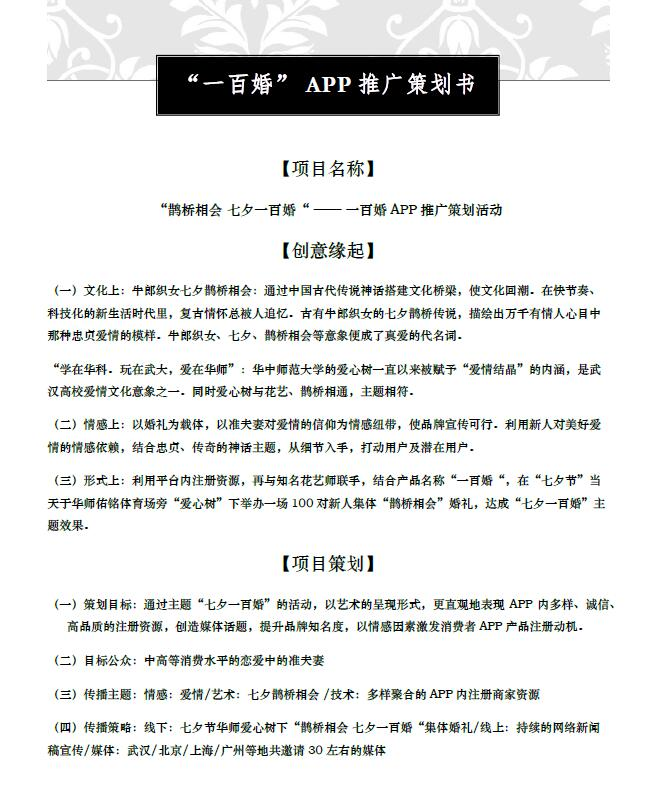 “一百婚” APP 推广策划书
【项目名称】
“鹊桥相会 七夕一百婚 “ —— 一百婚 APP 推广策划活动
【创意缘起】
（一）文化上：牛郎织女七夕鹊桥相会：通过中国古代传说神话搭建文化桥梁，使文化回潮。在快节奏、
科技化的新生活时代里，复古情怀总被人追忆。古有牛郎织女的七夕鹊桥传说，描绘出万千有情人心目中
那种忠贞爱情的模样。牛郎织女、七夕、鹊桥相会等意象便成了真爱的代名词。
“学在华科。玩在武大，爱在华师”：华中师范大学的爱心树一直以来被赋予“爱情结晶”的内涵，是武
汉高校爱情文化意象之一。同时爱心树与花艺、鹊桥相通，主题相符。
（二）情感上：以婚礼为载体，以准夫妻对爱情的信仰为情感纽带，使品牌宣传可行。利用新人对美好爱
情的情感依赖，结合忠贞、传奇的神话主题，从细节入手，打动用户及潜在用户。
（三）形式上：利用平台内注册资源，再与知名花艺师联手，结合产品名称“一百婚“，在“七夕节”当
天于华师佑铭体育场旁“爱心树”下举办一场 100 对新人集体“鹊桥相会”婚礼，达成“七夕一百婚”主
题效果。
【项目策划】
（一）策划目标：通过主题“七夕一百婚”的活动，以艺术的呈现形式，更直观地表现 APP 内多样、诚信、
高品质的注册资源，创造媒体话题，提升品牌知名度，以情感因素激发消费者 APP 产品注册动机。
（二）目标公众：中高等消费水平的恋爱中的准夫妻
（三）传播主题：情感：爱情/艺术：七夕鹊桥相会 /技术：多样聚合的 APP 内注册商家资源
（四）传播策略：线下：七夕节华师爱心树下“鹊桥相会 七夕一百婚“集体婚礼/线上：持续的网络新闻
稿宣传/媒体：武汉/北京/上海/广州等地共邀请 30 左右的媒体